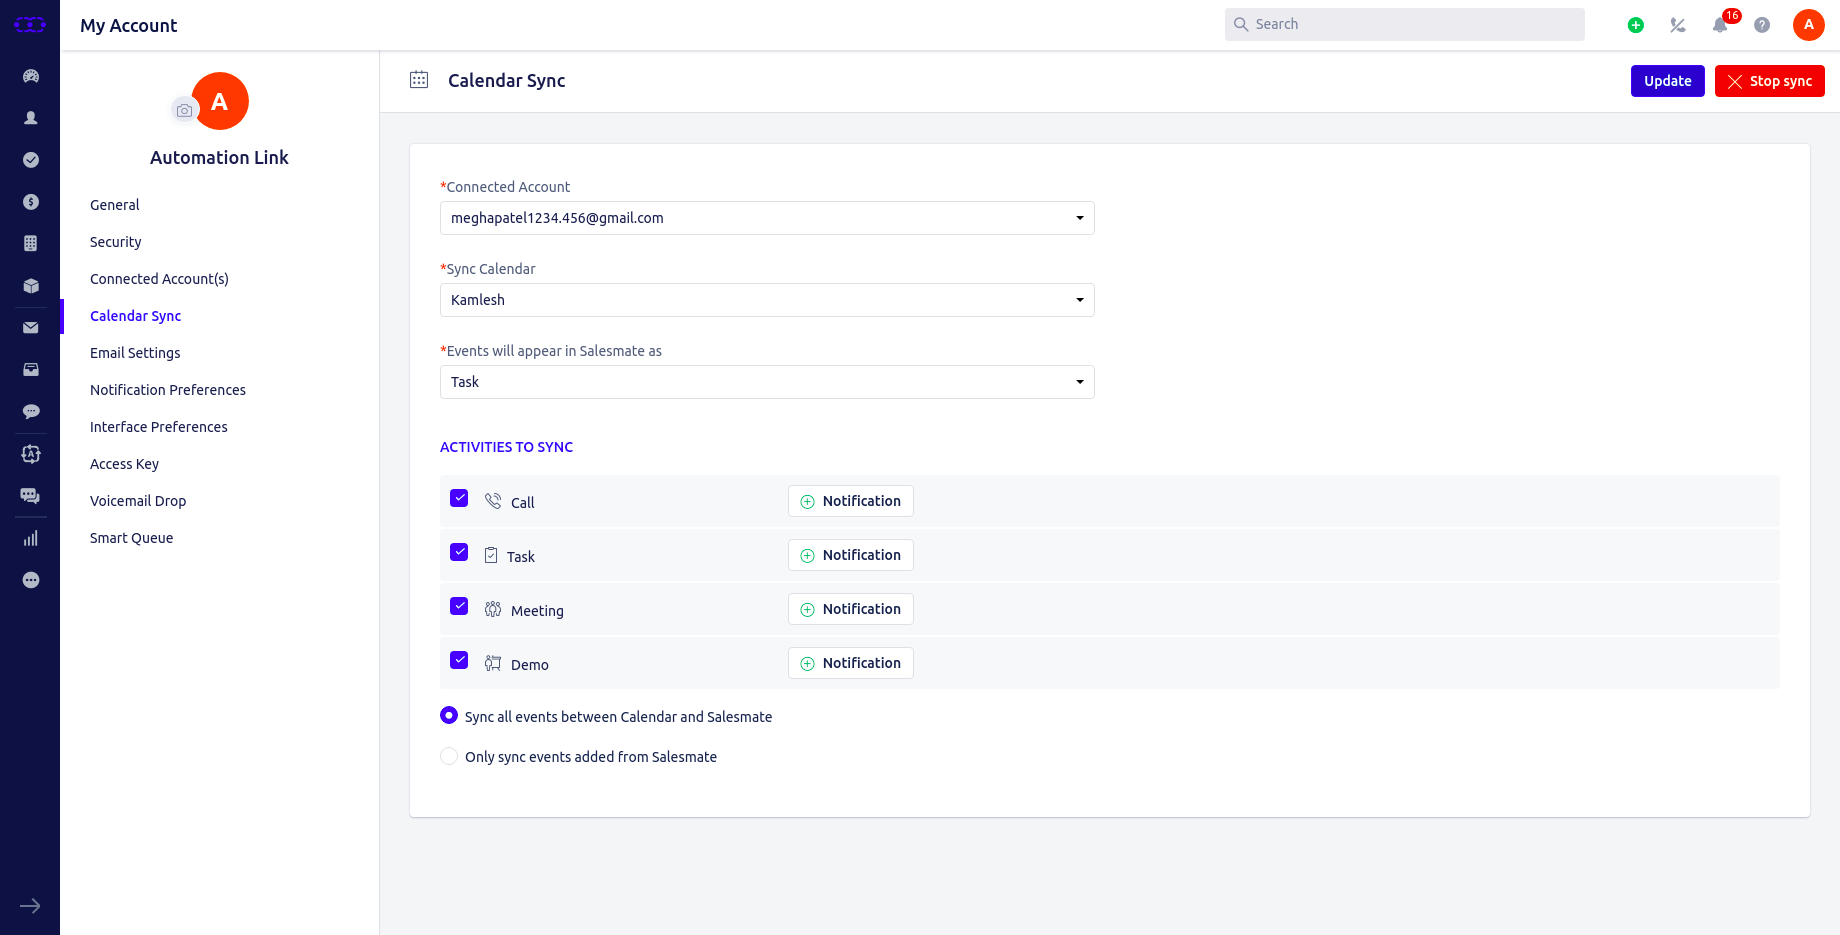 My Account
Search
16
A
A
Automation Link
General
Security
Connected Account(s)
Calendar Sync
Email Settings
Notification Preferences
Interface Preferences
Access Key
Voicemail Drop
Smart Queue
Calendar Sync
Update
Stop sync
*Connected Account
meghapatel1234.456@gmail.com
*Sync Calendar
Kamlesh
*Events will appear in Salesmate as
Task
ACTIVITIES TO SYNC
Call Notification
Task Notification
Meeting Notification
Demo Notification
Sync all events between Calendar and Salesmate
Only sync events added from Salesmate